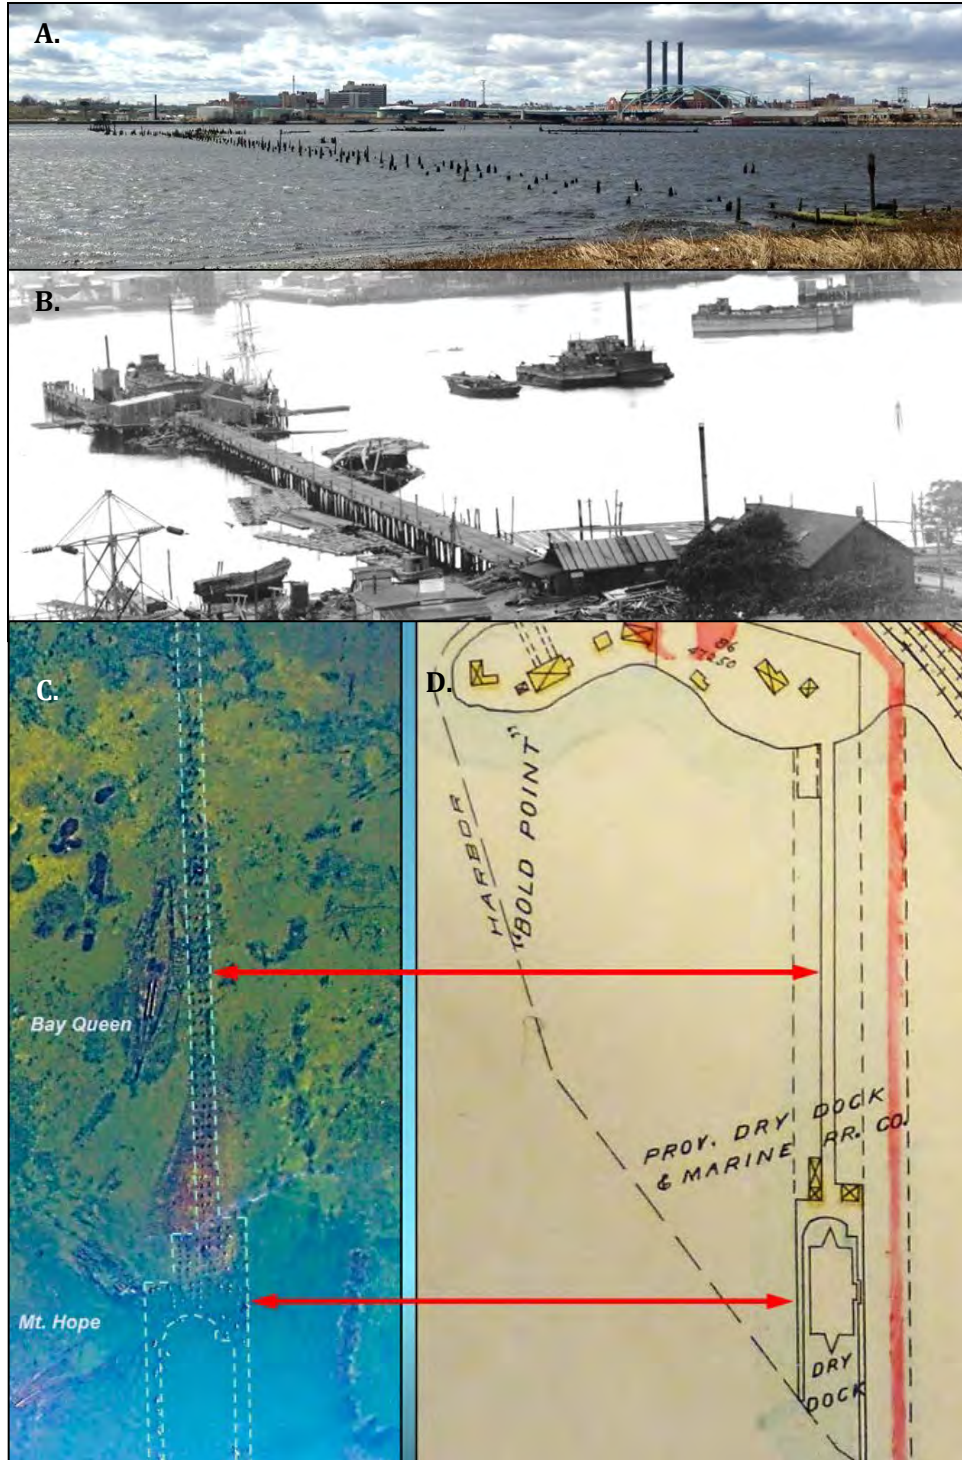 A.
B.
C.
Bay Queen
Mt. Hope
D.
HARBOR
"BOLD POINT"
PROV. DRY DOCK
& MARINE RR. CO.
DRY
DOCK